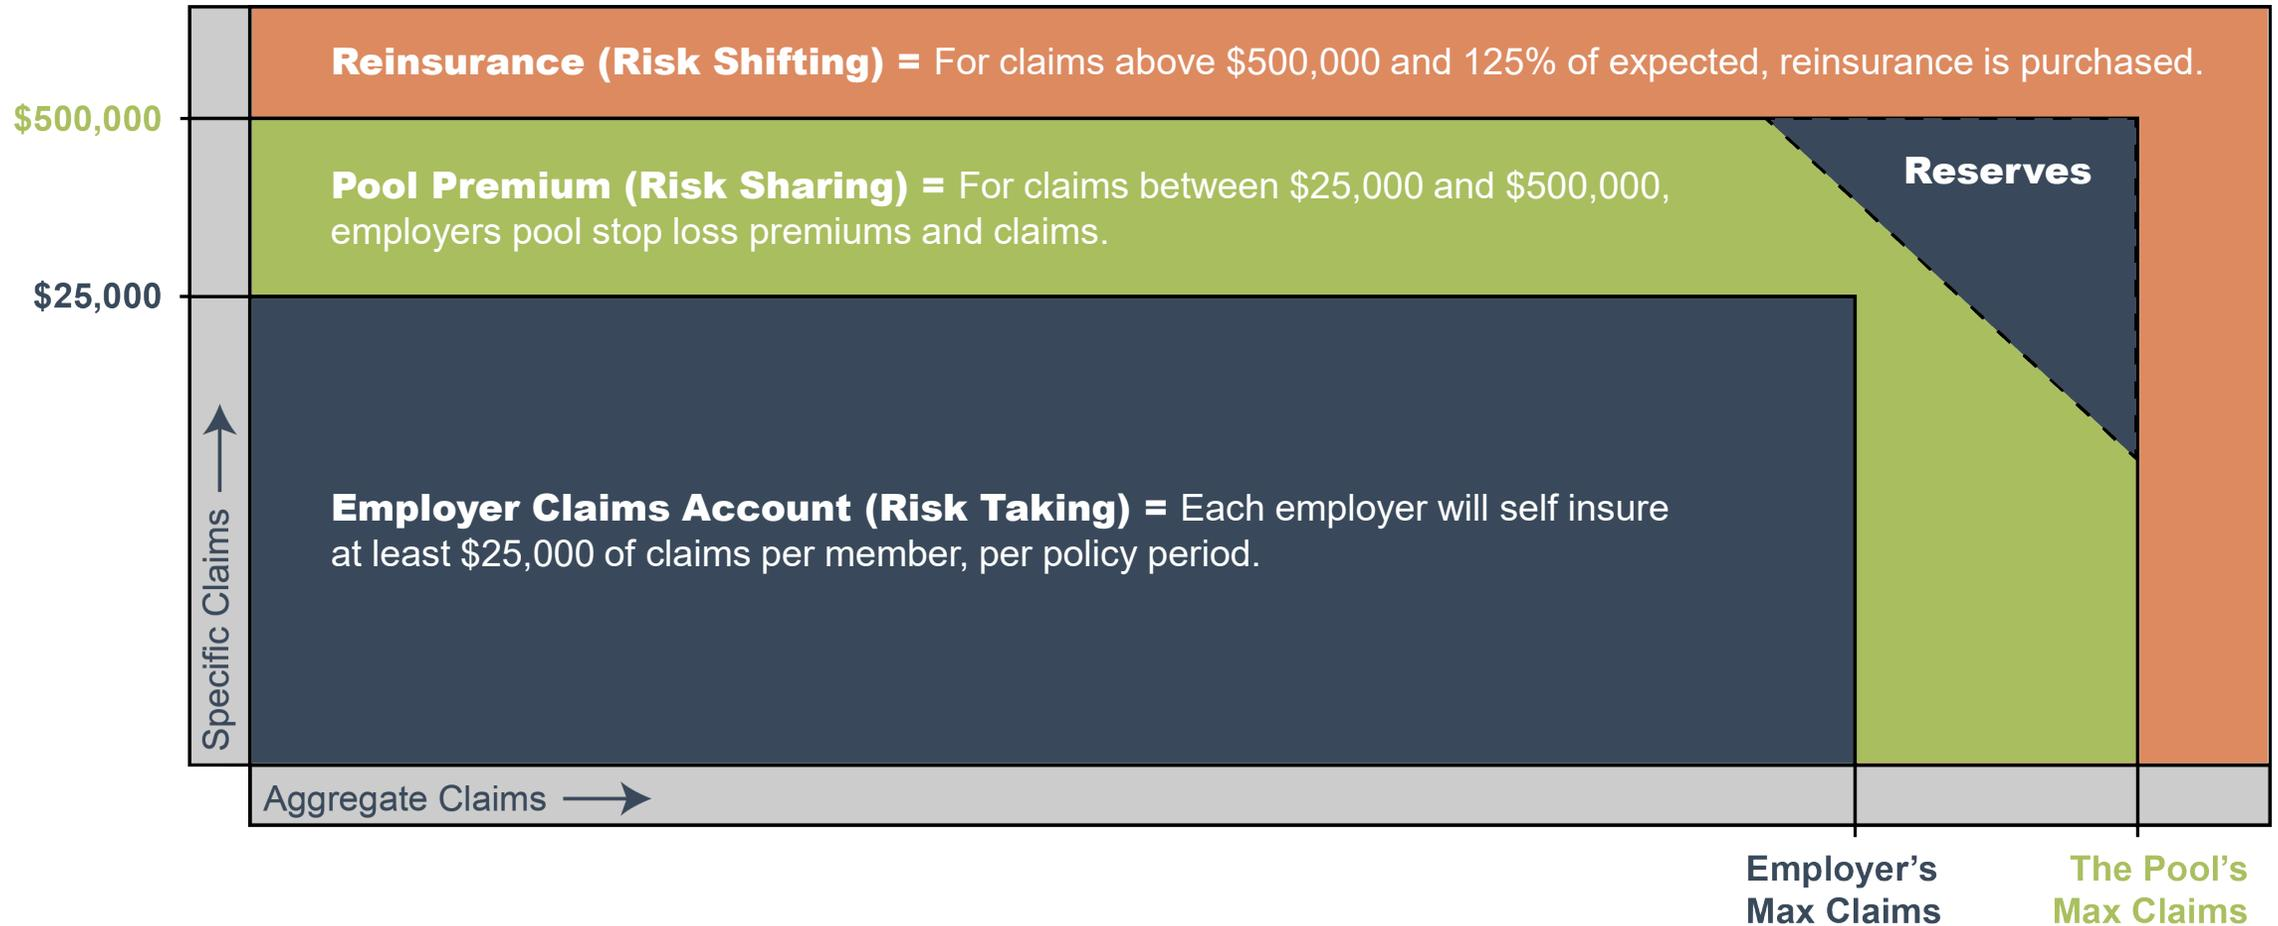 Reinsurance (Risk Shifting) = For claims above $500,000 and 125% of expected, reinsurance is purchased.
$500,000
Pool Premium (Risk Sharing) = For claims between $25,000 and $500,000,
employers pool stop loss premiums and claims.
Reserves
$25,000
Employer Claims Account (Risk Taking) = Each employer will self insure
at least $25,000 of claims per member, per policy period.
Specific Claims
Aggregate Claims
Employer’s
Max Claims
The Pool’s
Max Claims